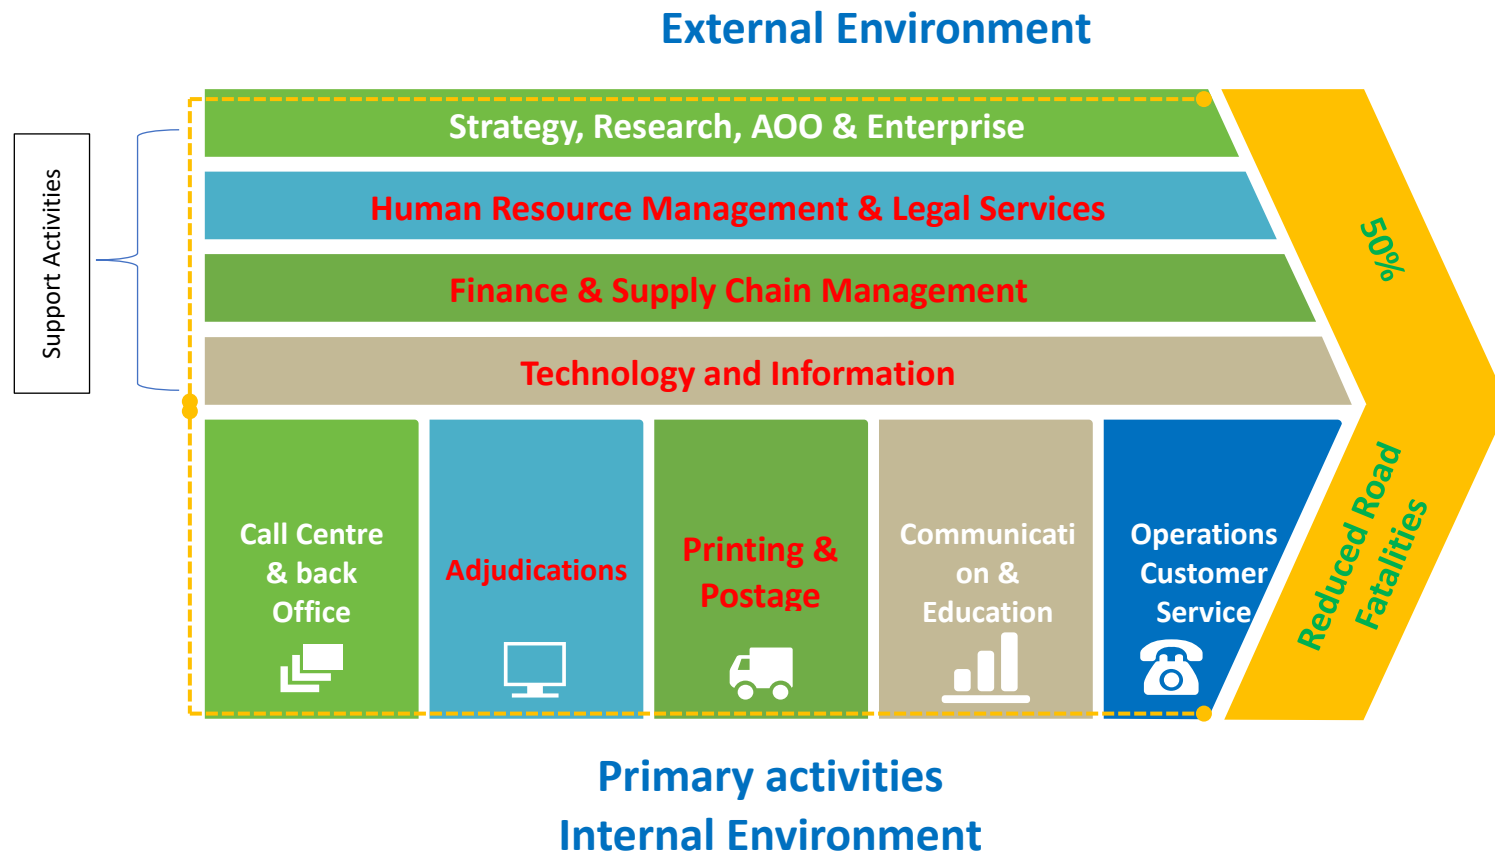 External Environment
Support Activities
Strategy, Research, AOO & Enterprise
Human Resource Management & Legal Services
Finance & Supply Chain Management
Technology and Information
50%
Reduced Road
Fatalities
Call Centre
& back
Office
Adjudications
Printing &
Postage
Communicati
on &
Education
Operations
Customer
Service
Primary activities
Internal Environment